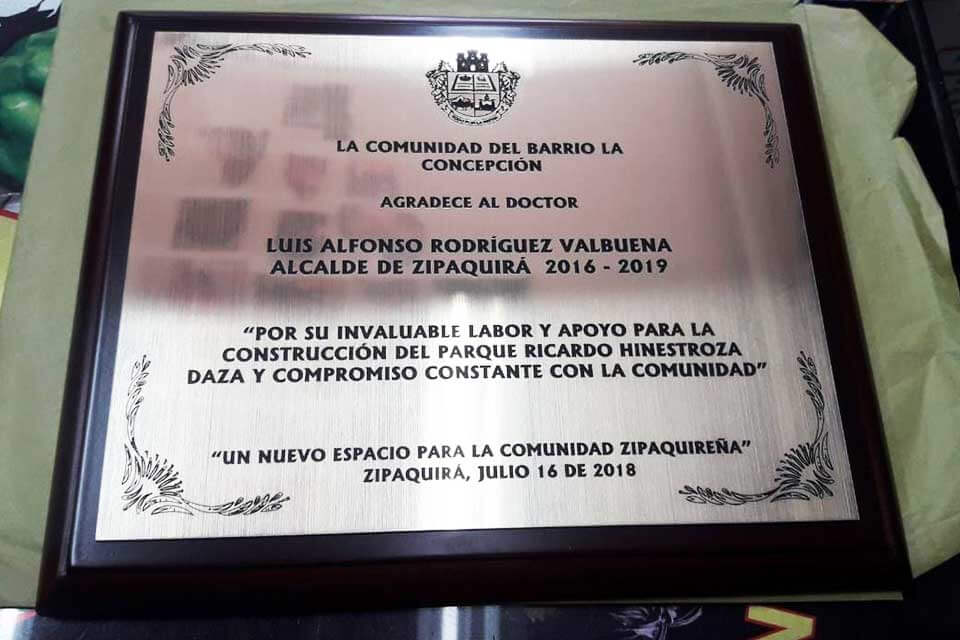 LA COMUNIDAD DEL BARRIO LA
CONCEPCIÓN
AGRADECE AL DOCTOR
LUIS ALFONSO RODRÍGUEZ VALBUENA
ALCALDE DE ZIPAQUIRÁ 2016 - 2019
“POR SU INVALUABLE LABOR Y APOYO PARA LA
CONSTRUCCIÓN DEL PARQUE RICARDO HINESTROZA
DAZA Y COMPROMISO CONSTANTE CON LA COMUNIDAD”
“UN NUEVO ESPACIO PARA LA COMUNIDAD ZIPAQUIREÑA”
ZIPAQUIRÁ, JULIO 16 DE 2018